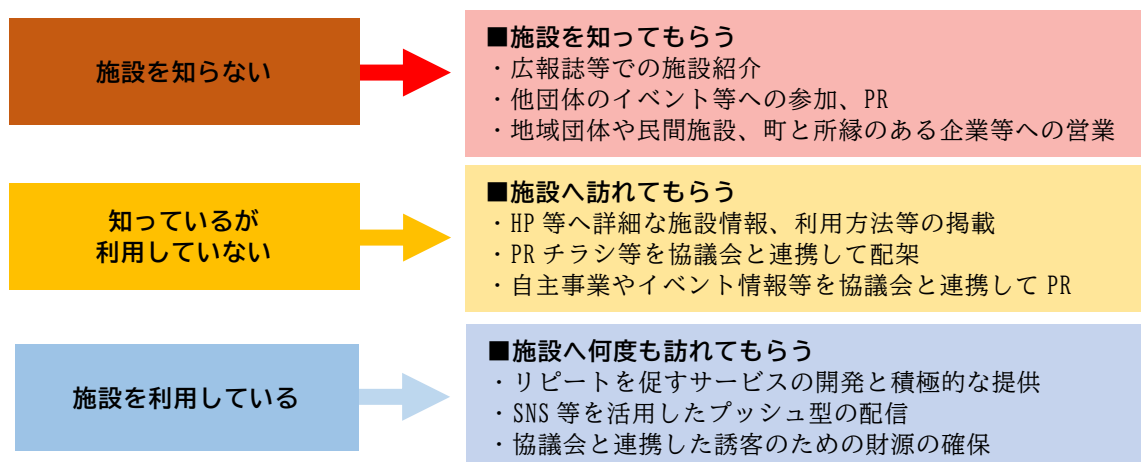 施設を知らない
■施設を知ってもらう
・広報誌等での施設紹介
・他団体のイベント等への参加、PR
・地域団体や民間施設、町と所縁のある企業等への営業
知っているが
利用していない
■施設へ訪れてもらう
・HP 等へ詳細な施設情報、利用方法等の掲載
・PR チラシ等を協議会と連携して配架
・自主事業やイベント情報等を協議会と連携して PR
施設を利用している
■施設へ何度も訪れてもらう
・リピートを促すサービスの開発と積極的な提供
・SNS 等を活用したプッシュ型の配信
・協議会と連携した誘客のための財源の確保